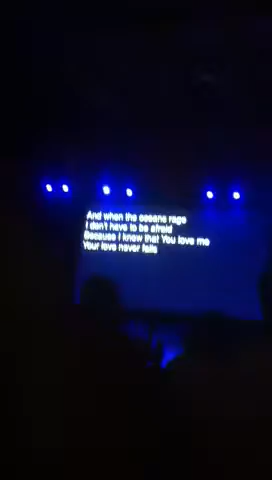 And when the oceans rage
I don't have to be afraid
Because I know that You love me
Your love never fails